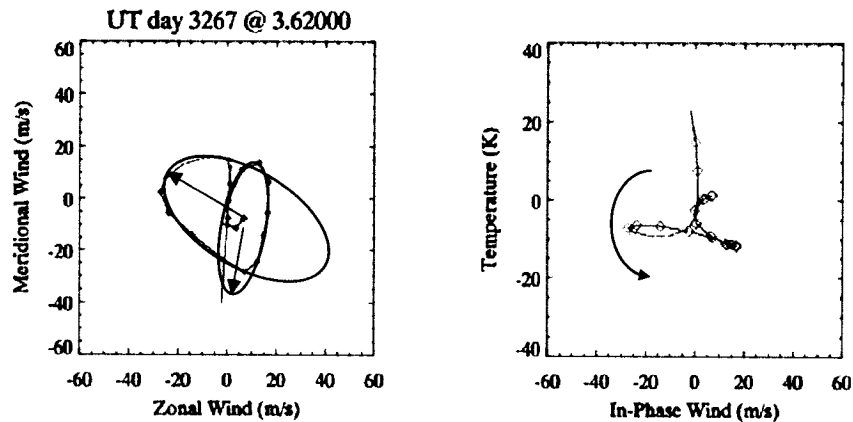 UT day 3267 @ 3.62000
60
40
20
0
-20
-40
-60
Meridional Wind (m/s)
-60 -40 -20 0 20 40 60
Zonal Wind (m/s)
40
20
0
-20
-40
Temperature (K)
-60 -40 -20 0 20 40 60
In-Phase Wind (m/s)